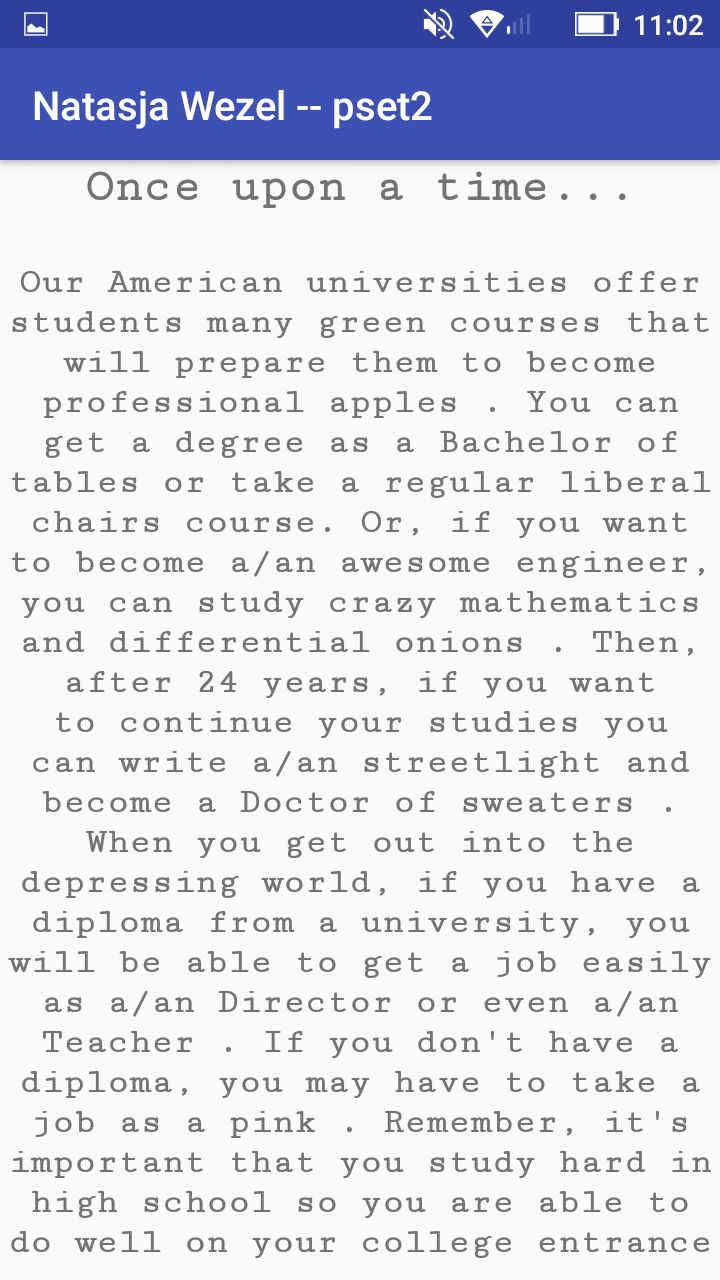 11:02
Natasja Wezel -- pset2
Once upon a time...
Our American universities offer
students many green courses that
will prepare them to become
professional apples . You can
get a degree as a Bachelor of
tables or take a regular liberal
chairs course. Or, if you want
to become a/an awesome engineer,
you can study crazy mathematics
and differential onions . Then,
after 24 years, if you want
to continue your studies you
can write a/an streetlight and
become a Doctor of sweaters .
When you get out into the
depressing world, if you have a
diploma from a university, you
will be able to get a job easily
as a/an Director or even a/an
Teacher . If you don't have a
diploma, you may have to take a
job as a pink . Remember, it's
important that you study hard in
high school so you are able to
do well on your college entrance